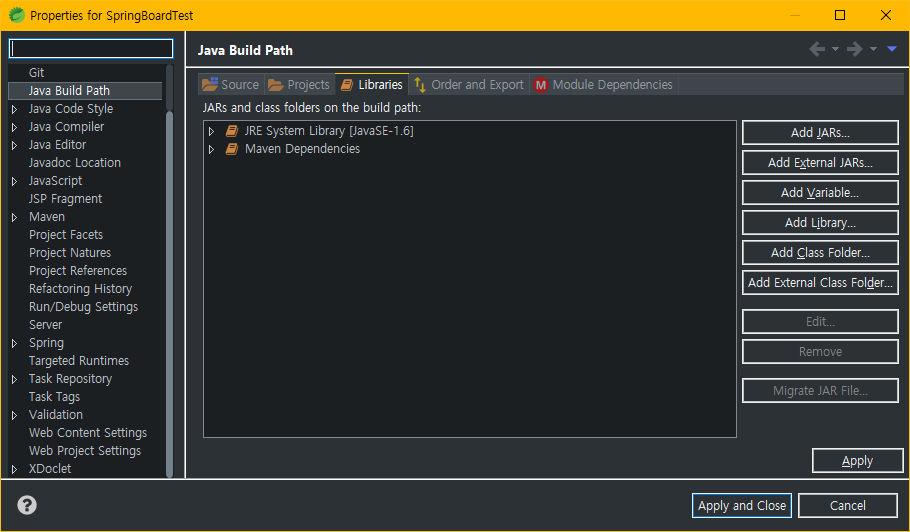 Properties for SpringBoardTest
Git
Java Build Path
Java Code Style
Java Compiler
Java Editor
Javadoc Location
JavaScript
JSP Fragment
Maven
Project Facets
Project Natures
Project References
Refactoring History
Run/Debug Settings
Server
Spring
Targeted Runtimes
Task Repository
Task Tags
Validation
Web Content Settings
Web Project Settings
XDoclet
Java Build Path
Source Projects Libraries Order and Export M Module Dependencies
JARs and class folders on the build path:
JRE System Library [JavaSE-1.6]
Maven Dependencies
Add JARs...
Add External JARs...
Add Variable...
Add Library...
Add Class Folder...
Add External Class Folder...
Edit...
Remove
Migrate JAR File...
Apply
?
Apply and Close Cancel